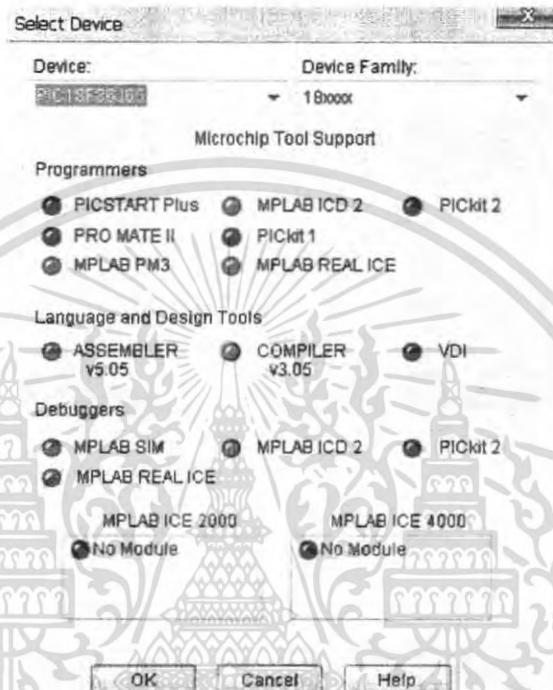 Select Device
Device: Device Family:
18xxxx
Microchip Tool Support
Programmers
PICSTART Plus MPLAB ICD 2 PICkit 2
PRO MATE II PICkit 1
MPLAB PM3 MPLAB REAL ICE
Language and Design Tools
ASSEMBLER COMPILER VDI
v5.05 v3.05
Debuggers
MPLAB SIM MPLAB ICD 2 PICkit 2
MPLAB REAL ICE
MPLAB ICE 2000 MPLAB ICE 4000
No Module No Module
OK Cancel Help